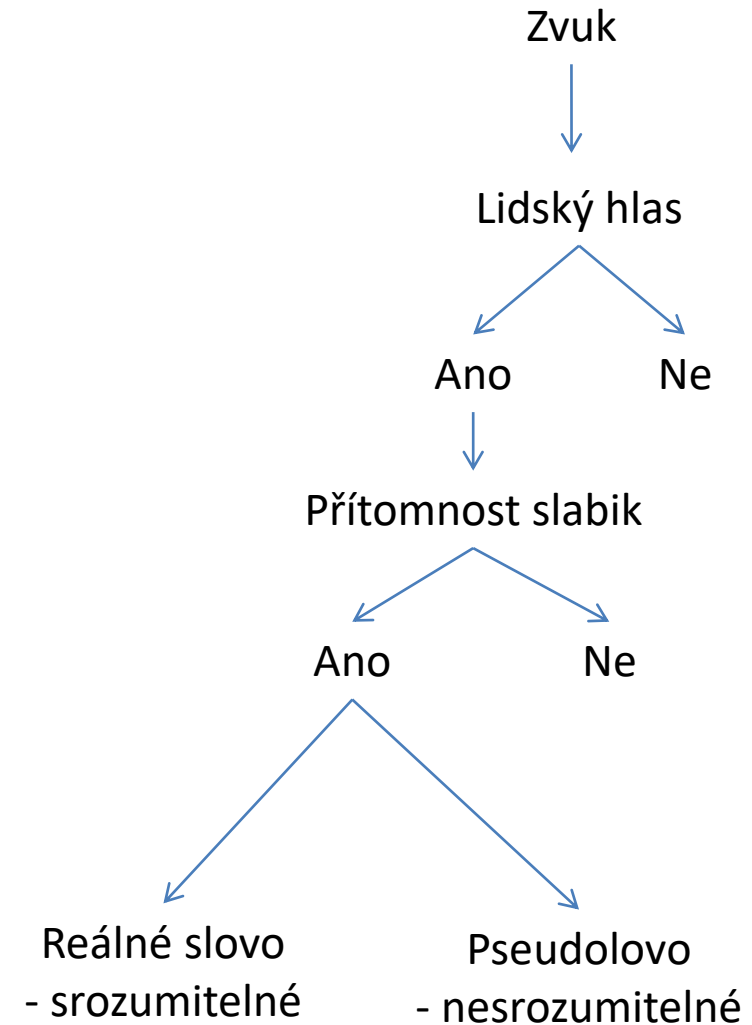 Zvuk
Lidský hlas
Ano
Ne
Přítomnost slabik
Ano
Ne
Reálné slovo
- srozumitelné
Pseudolovo
- nesrozumitelné